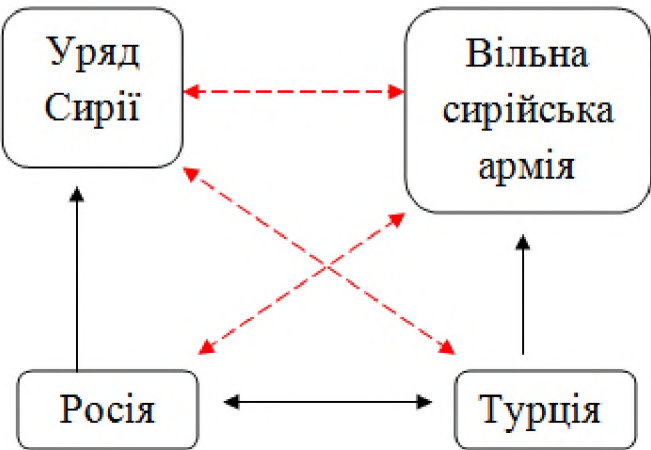 Уряд
Сирії
Вільна
сирійська
армія
Росія
Турція